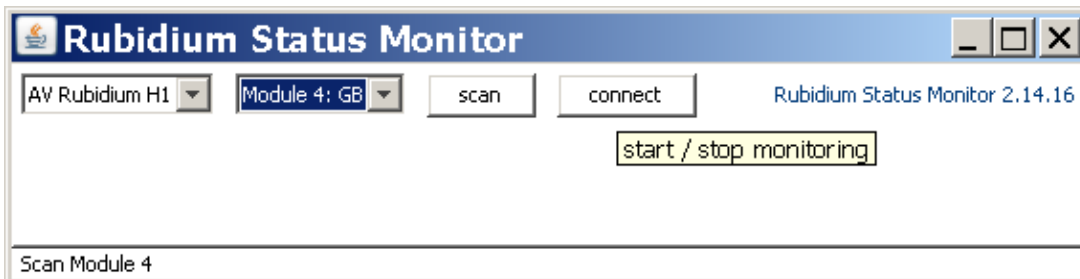 Rubidium Status Monitor
AV Rubidium H1 Module 4: GB scan connect Rubidium Status Monitor 2.14.16
start / stop monitoring
Scan Module 4